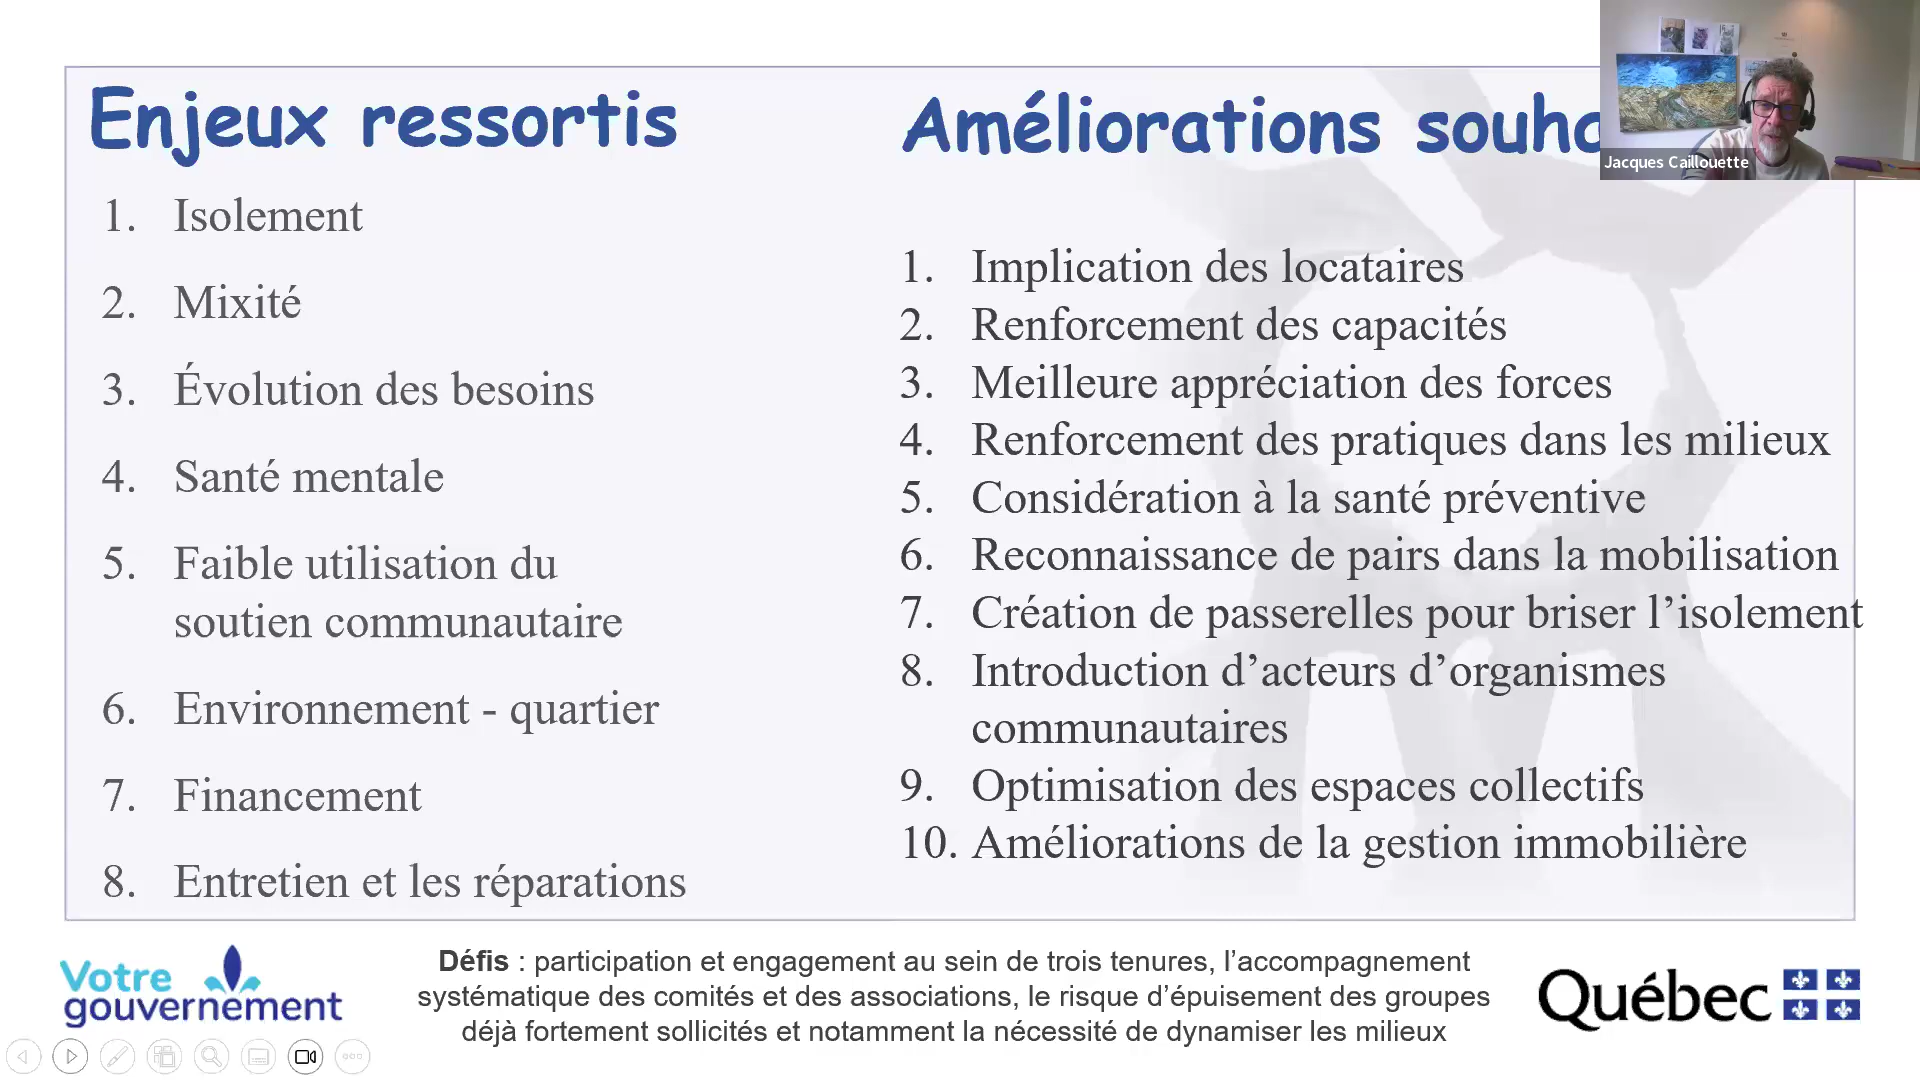 Enjeux ressortis
1. Isolement
2. Mixité
3. Évolution des besoins
4. Santé mentale
5. Faible utilisation du
soutien communautaire
6. Environnement - quartier
7. Financement
8. Entretien et les réparations
Améliorations
1. Implication des locataires
2. Renforcement des capacités
3. Meilleure appréciation des forces
4. Renforcement des pratiques dans les milieux
5. Considération à la santé préventive
6. Reconnaissance de pairs dans la mobilisation
7. Création de passerelles pour briser l’isolement
8. Introduction d’acteurs d’organismes
communautaires
9. Optimisation des espaces collectifs
10. Améliorations de la gestion immobilière
Jacques Caillouette
Votre
gouvernement
Défis : participation et engagement au sein de trois tenures, l’accompagnement
systématique des comités et des associations, le risque d’épuisement des groupes
déjà fortement sollicités et notamment la nécessité de dynamiser les milieux
Québec